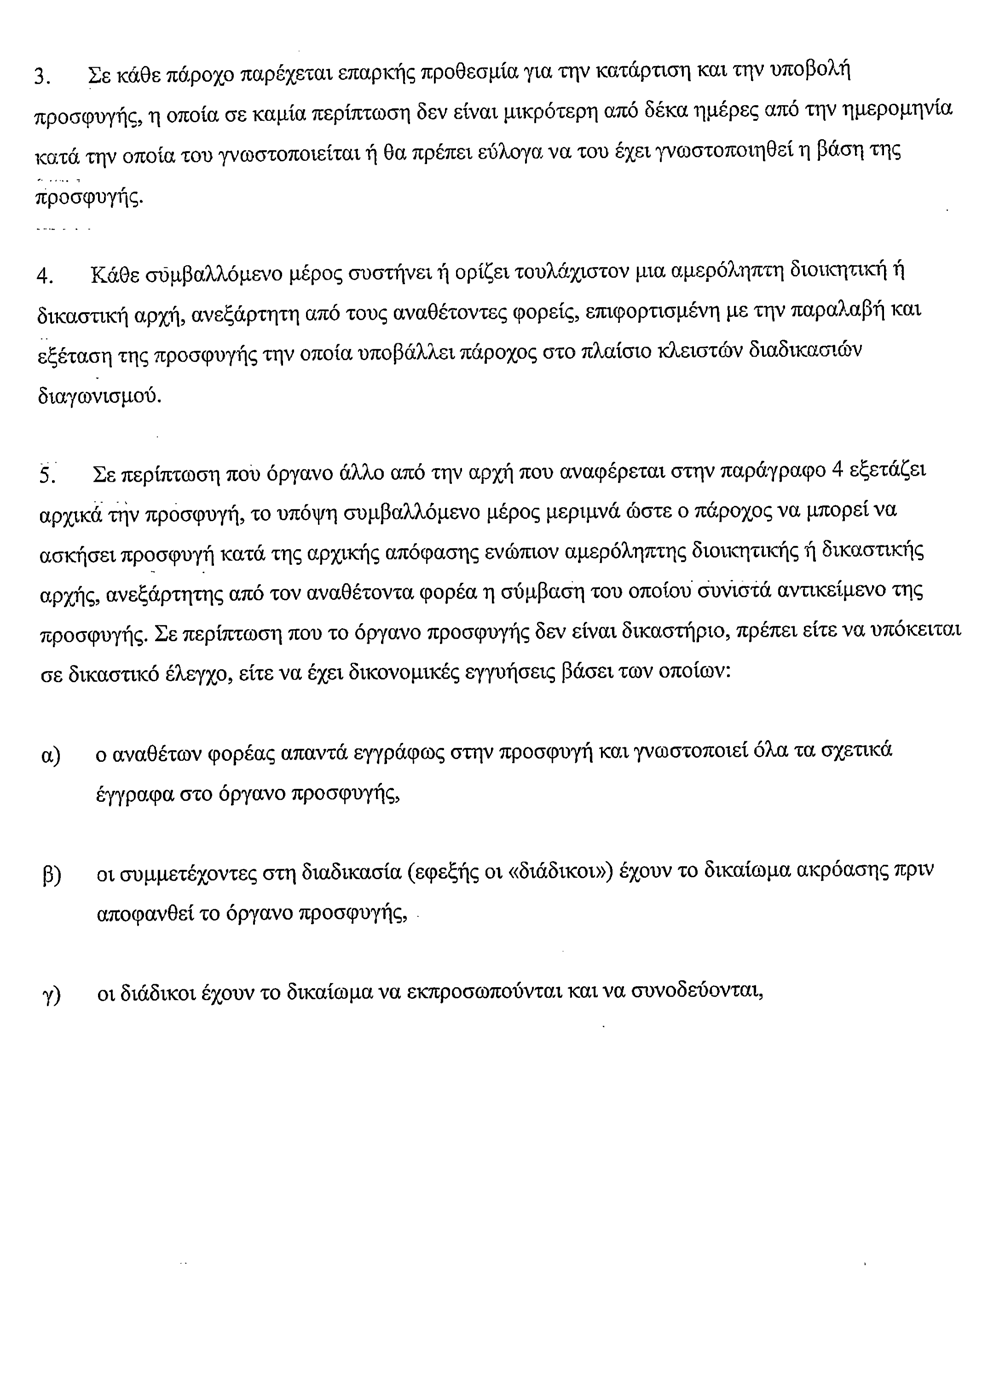 3. Σε κάθε πάροχο παρέχεται επαρκής προθεσμία για την κατάρτιση και την υποβολή
προσφυγής, η οποία σε καμία περίπτωση δεν είναι μικρότερη από δέκα ημέρες από την ημερομηνία
κατά την οποία του γνωστοποιείται ή θα πρέπει εύλογα να του έχει γνωστοποιηθεί η βάση της
προσφυγής.
4. Κάθε συμβαλλόμενο μέρος συστήνει ή ορίζει τουλάχιστον μια αμερόληπτη διοικητική ή
δικαστική αρχή, ανεξάρτητη από τους αναθέτοντες φορείς, επιφορτισμένη με την παραλαβή και
εξέταση της προσφυγής την οποία υποβάλλει πάροχος στο πλαίσιο κλειστών διαδικασιών
διαγωνισμού.
5. Σε περίπτωση που όργανο άλλο από την αρχή που αναφέρεται στην παράγραφο 4 εξετάζει
αρχικά την προσφυγή, το υπόψη συμβαλλόμενο μέρος μεριμνά ώστε ο πάροχος να μπορεί να
ασκήσει προσφυγή κατά της αρχικής απόφασης ενώπιον αμερόληπτης διοικητικής ή δικαστικής
αρχής, ανεξάρτητης από τον αναθέτοντα φορέα η σύμβαση του οποίου συνιστά αντικείμενο της
προσφυγής. Σε περίπτωση που το όργανο προσφυγής δεν είναι δικαστήριο, πρέπει είτε να υπόκειται
σε δικαστικό έλεγχο, είτε να έχει δικονομικές εγγυήσεις βάσει των οποίων:
α) ο αναθέτων φορέας απαντά εγγράφως στην προσφυγή και γνωστοποιεί όλα τα σχετικά
έγγραφα στο όργανο προσφυγής,
β) οι συμμετέχοντες στη διαδικασία (εφεξής οι «διάδικοι») έχουν το δικαίωμα ακρόασης πριν
αποφανθεί το όργανο προσφυγής,
γ) οι διάδικοι έχουν το δικαίωμα να εκπροσωπούνται και να συνοδεύονται,